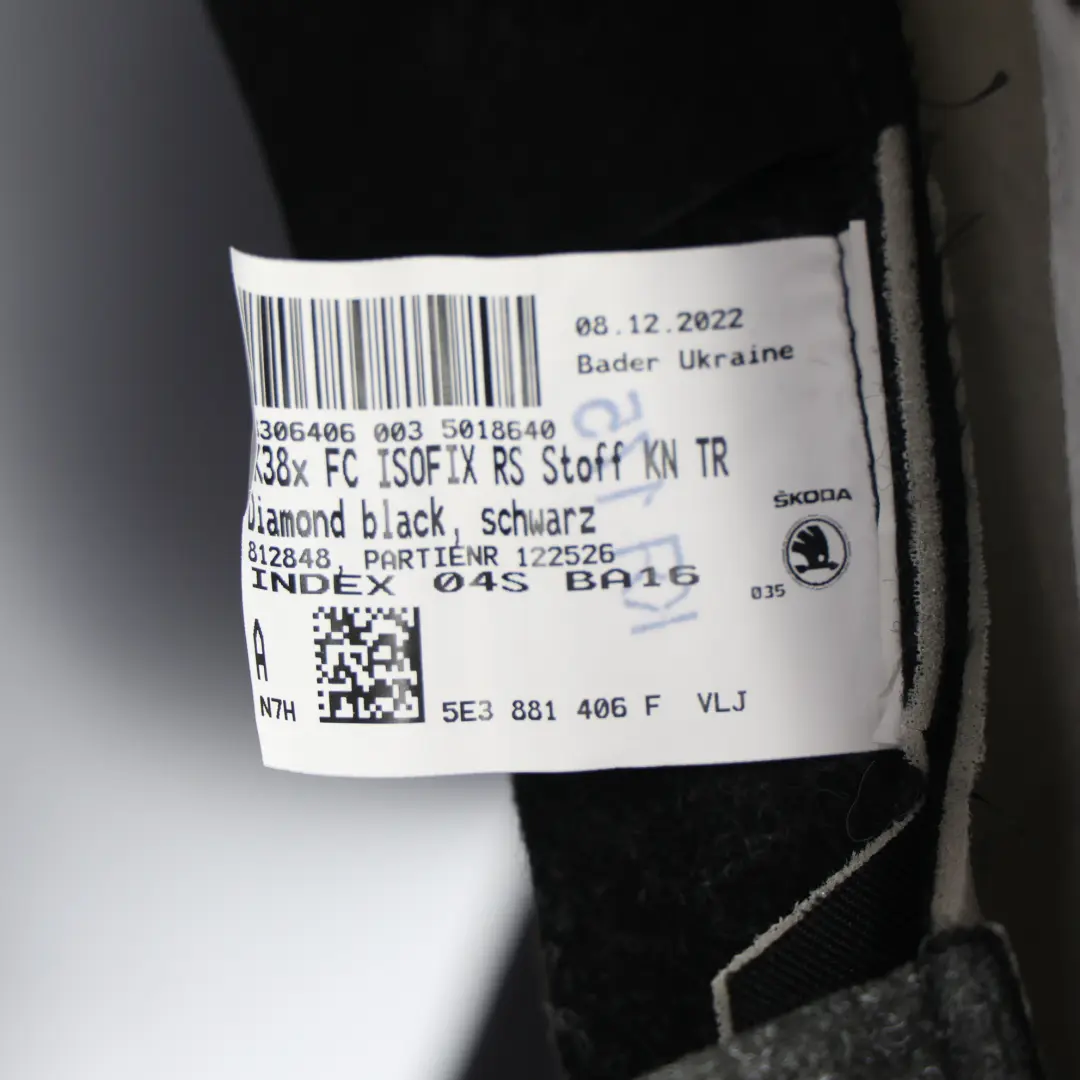 08.12.2022
Bader Ukraine
306406 003 5018640
38x FC ISOFIX RS Stoff KN TR
Diamond black, schwarz
812848, PARTIENR 122526
INDEX 04S BA16
ŠKODA
035
A
N7H
5E3 881 406 F VLJ